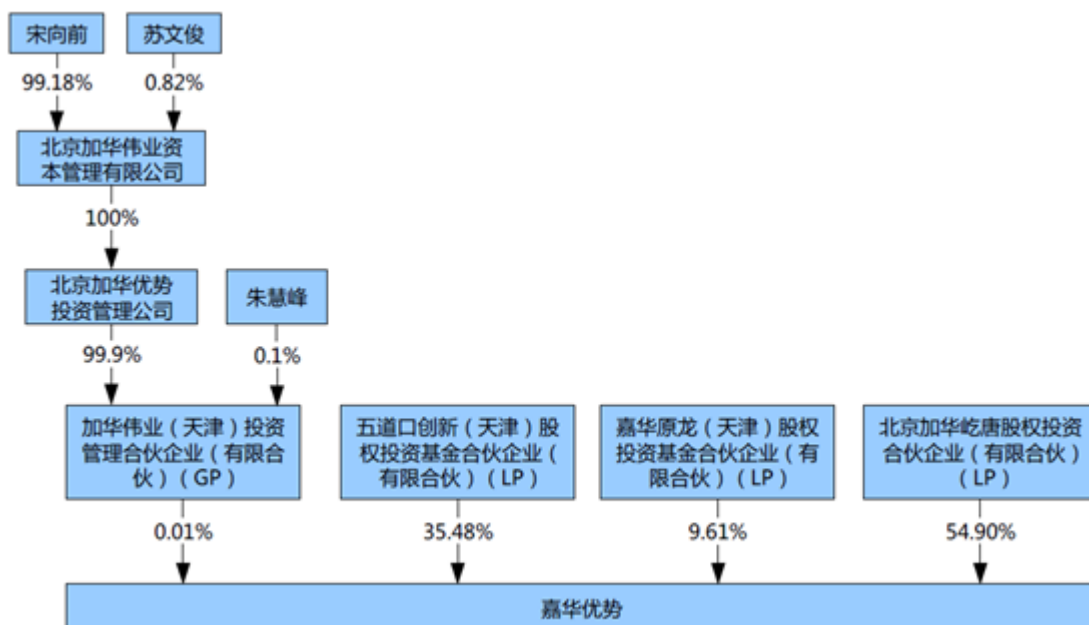 宋向前
苏文俊
99.18%
0.82%
北京加华伟业资
本管理有限公司
100%
北京加华优势
投资管理公司
朱慧峰
99.9%
0.1%
加华伟业（天津）投资
管理合伙企业（有限合
伙）（GP）
五道口创新（天津）股
权投资基金合伙企业（
有限合伙）（LP）
嘉华原龙（天津）股权
投资基金合伙企业（有
限合伙）（LP）
北京加华屹唐股权投资
合伙企业（有限合伙）
（LP）
0.01%
35.48%
9.61%
54.90%
嘉华优势